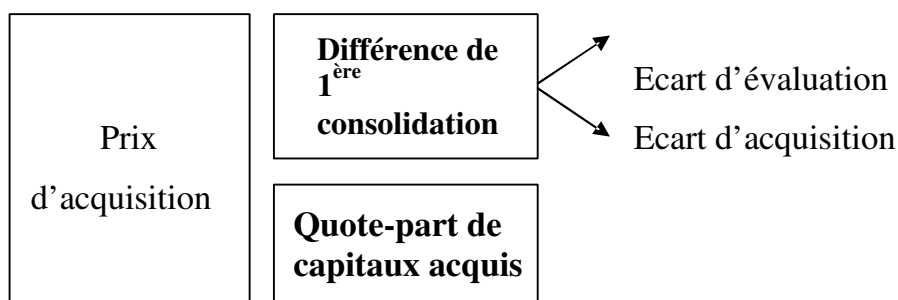 Prix
d’acquisition
Différence de
1ère
consolidation
Ecart d’évaluation
Ecart d’acquisition
Quote-part de
capitaux acquis